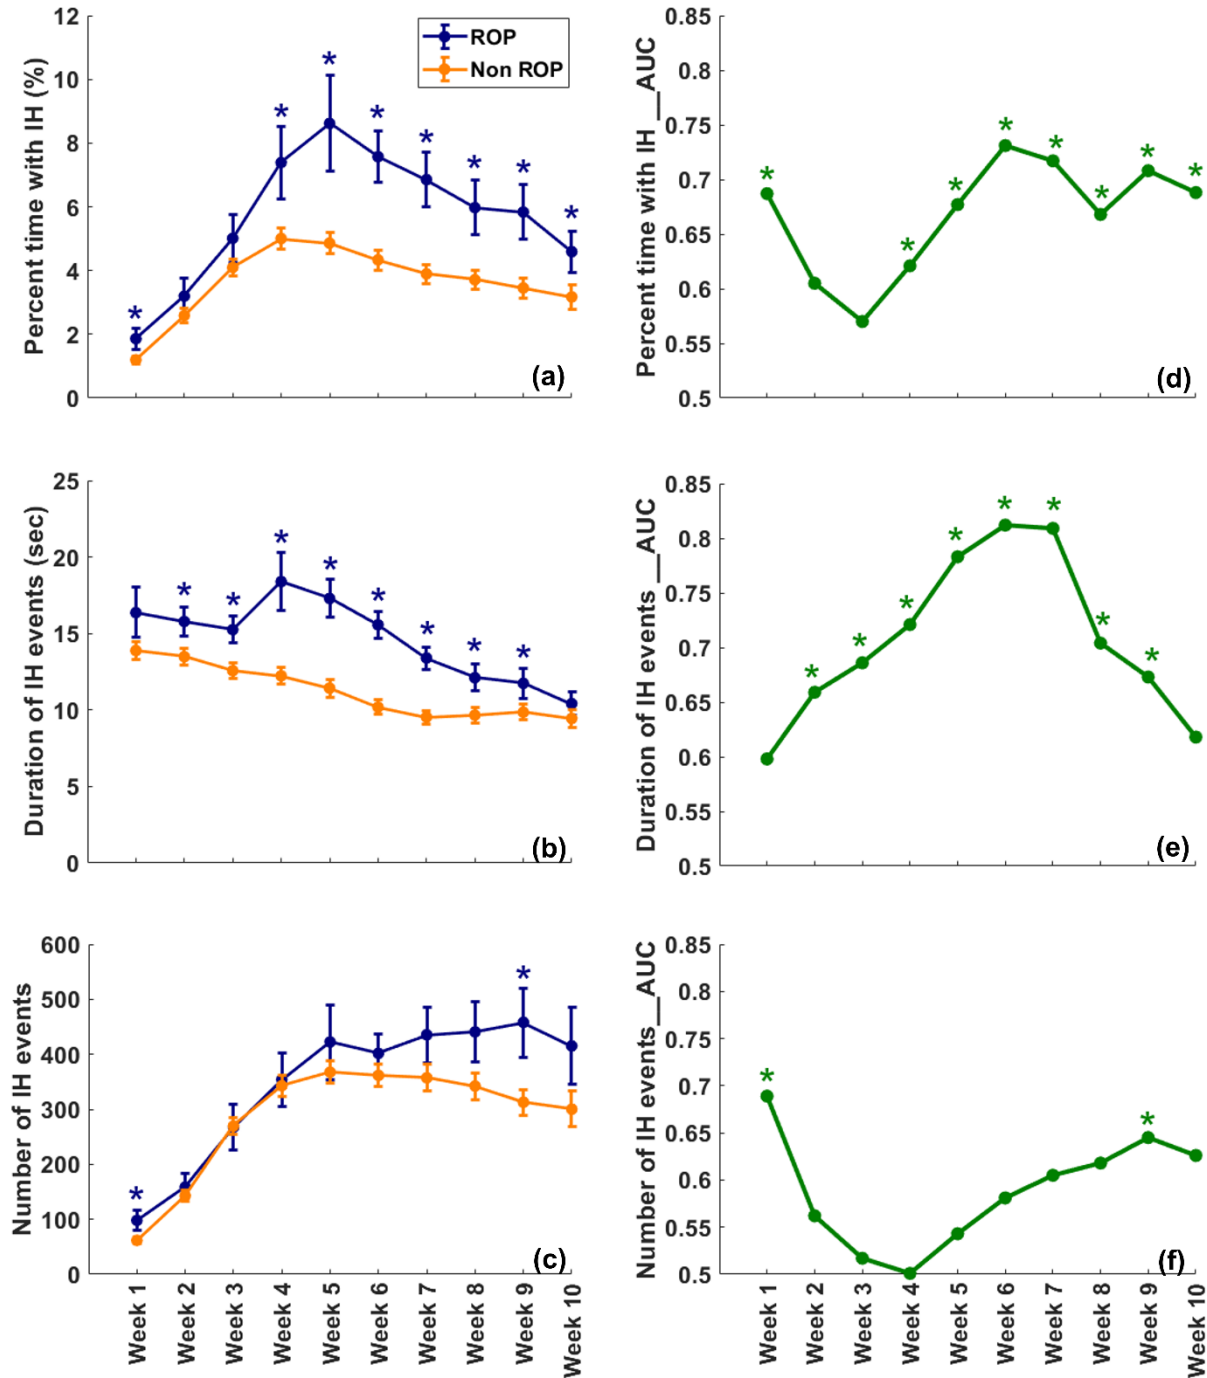 Percent time with IH (%)
12
10
8
6
4
2
0
ROP
Non ROP
*
*
*
*
*
*
*
*
(a)
Percent time with IH __AUC
0.85
0.8
0.75
0.7
0.65
0.6
0.55
0.5
*
*
*
*
*
*
*
*
(d)
Duration of IH events (sec)
25
20
15
10
5
0
*
*
*
*
*
*
*
*
(b)
Duration of IH events __AUC
0.85
0.8
0.75
0.7
0.65
0.6
0.55
0.5
*
*
*
*
*
*
*
*
(e)
Number of IH events
600
500
400
300
200
100
0
*
*
(c)
Week 1
Week 2
Week 3
Week 4
Week 5
Week 6
Week 7
Week 8
Week 9
Week 10
Number of IH events__AUC
0.85
0.8
0.75
0.7
0.65
0.6
0.55
0.5
*
*
(f)
Week 1
Week 2
Week 3
Week 4
Week 5
Week 6
Week 7
Week 8
Week 9
Week 10